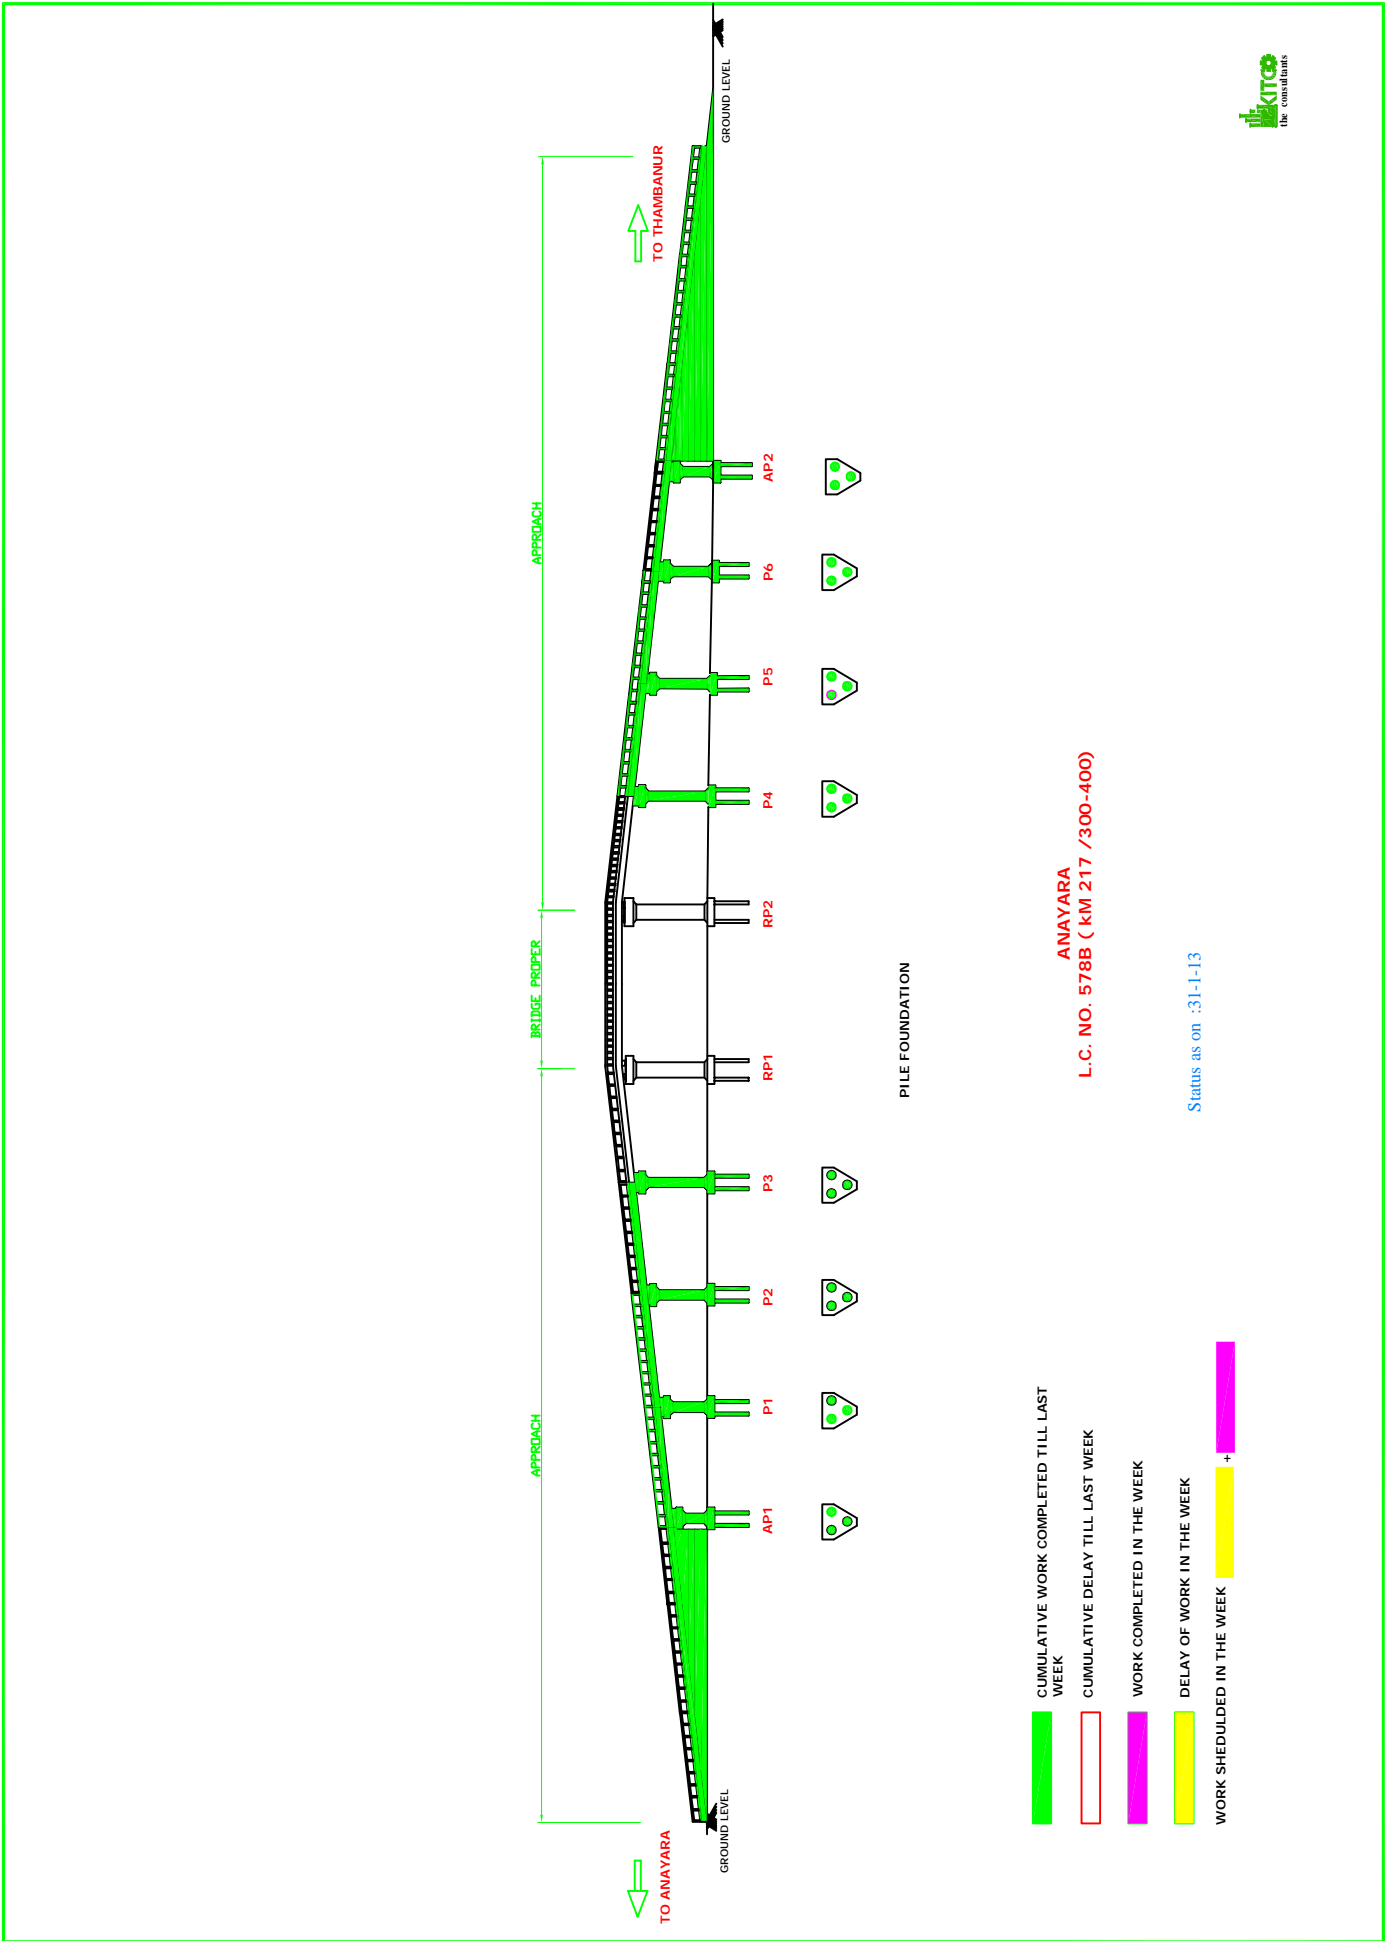 APPROACH
BRIDGE PROPER
APPROACH
TO ANAYARA
TO THAMBANUR
GROUND LEVEL
GROUND LEVEL
AP1
P1
P2
P3
RP1
RP2
P4
P5
P6
AP2
PILE FOUNDATION
CUMULATIVE WORK COMPLETED TILL LAST
WEEK
CUMULATIVE DELAY TILL LAST WEEK
WORK COMPLETED IN THE WEEK
DELAY OF WORK IN THE WEEK
WORK SHEDULDED IN THE WEEK
+
ANAYARA
L.C. NO. 578B ( kM 217 /300-400)
Status as on :31-1-13
KITCO
the consultants